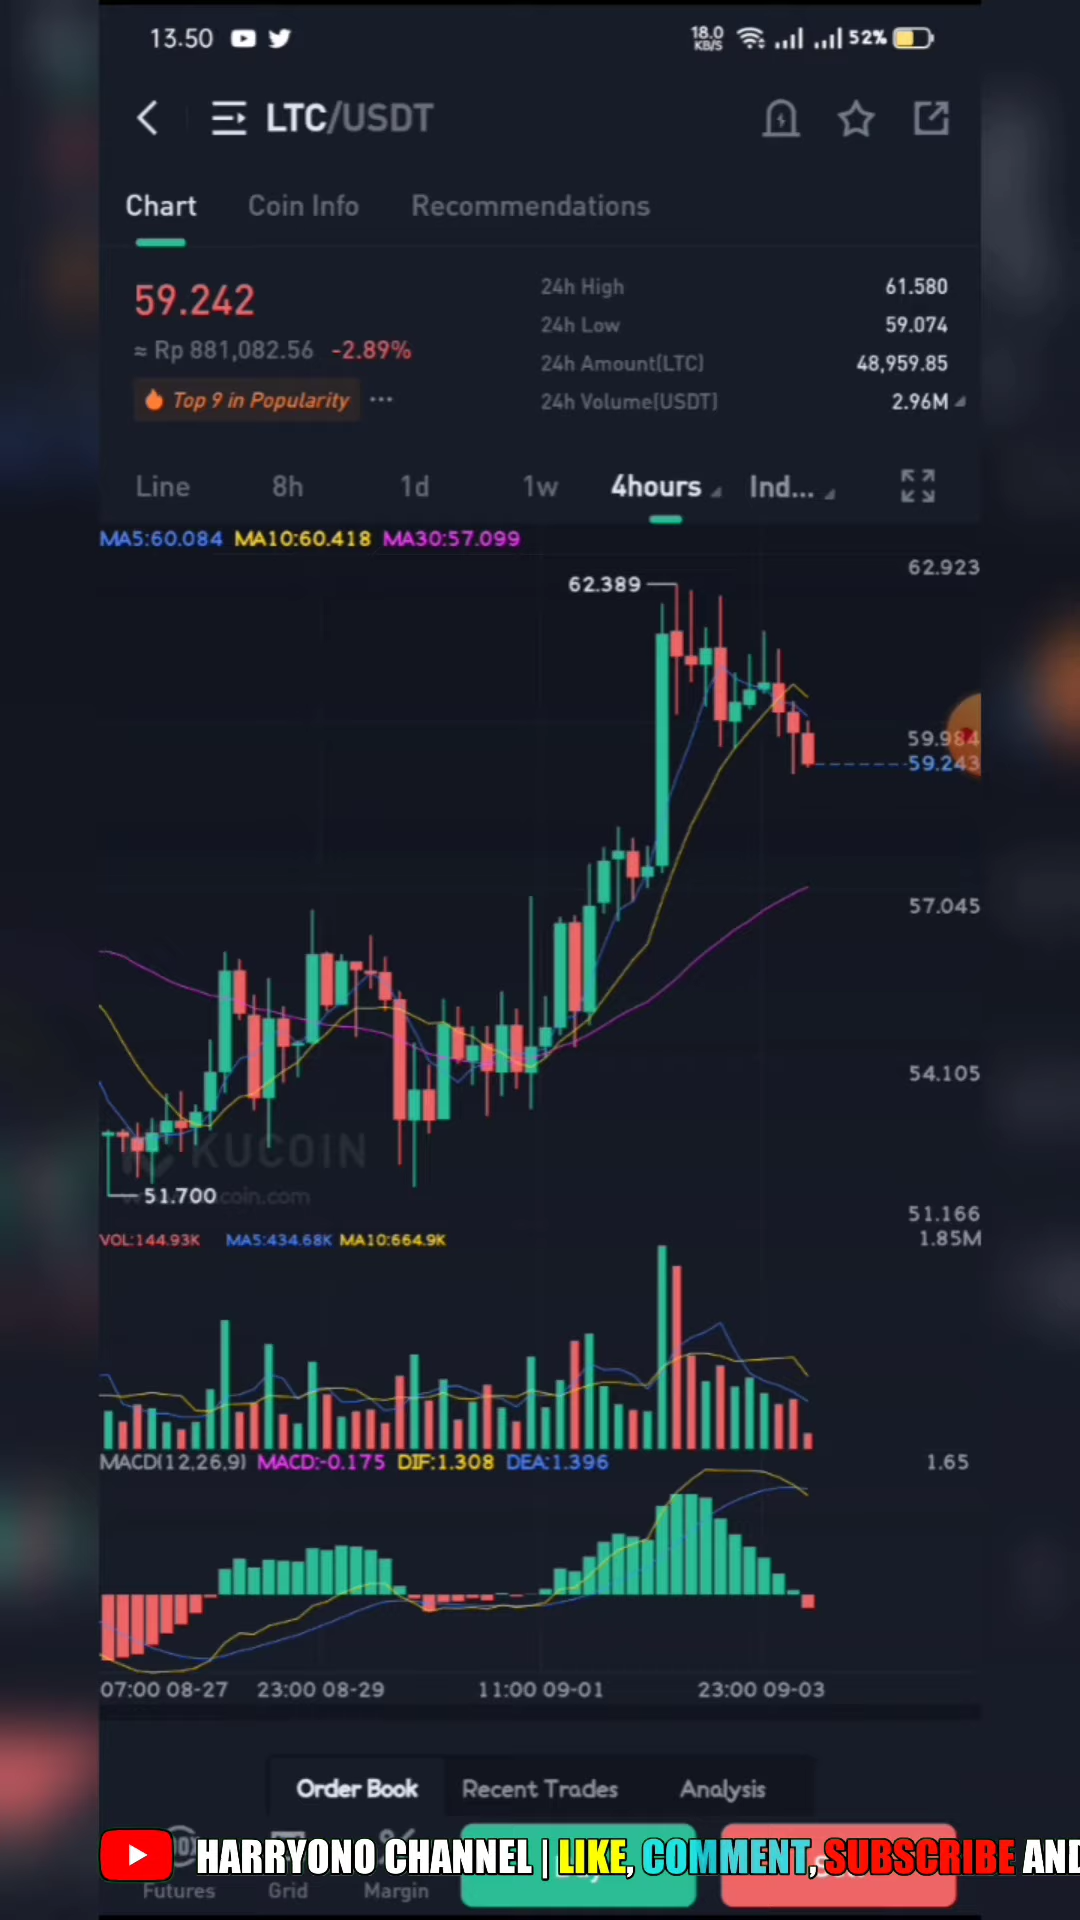 13.50 18.0 KB/S 52%
LTC/USDT
Chart Coin Info Recommendations
59.242
≈ Rp 881,082.56 -2.89%
Top 9 in Popularity ...
24h High 61.580
24h Low 59.074
24h Amount(LTC) 48,959.85
24h Volume(USDT) 2.96M
Line 8h 1d 1w 4hours Ind...
MA5:60.084 MA10:60.418 MA30:57.099
62.923
62.389
59.984
59.243
57.045
54.105
KUCOIN
51.700
coin.com
51.166
VOL:144.93K MA5:434.68K MA10:664.9K 1.85M
MACD(12,26,9) MACD:-0.175 DIF:1.308 DEA:1.396 1.65
07:00 08-27 23:00 08-29 11:00 09-01 23:00 09-03
Order Book Recent Trades Analysis
HARRYONO CHANNEL | LIKE, COMMENT, SUBSCRIBE AND
Futures Grid Margin